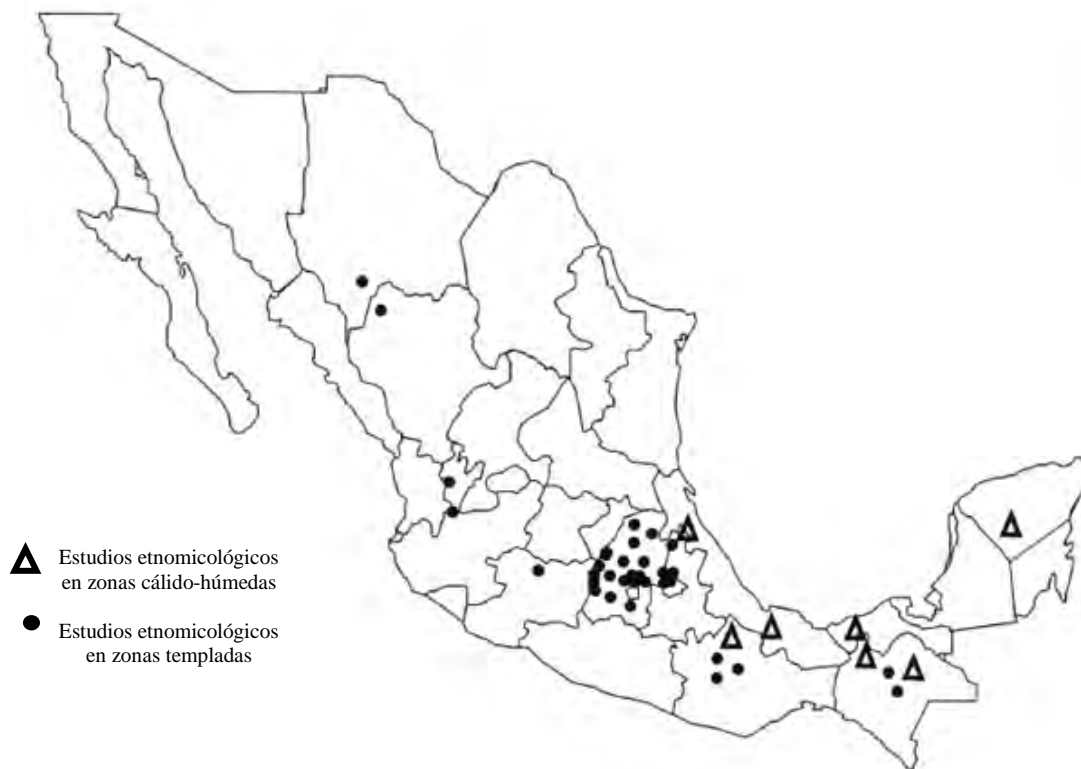 Estudios etnomicológicos
en zonas cálido-húmedas
Estudios etnomicológicos
en zonas templadas